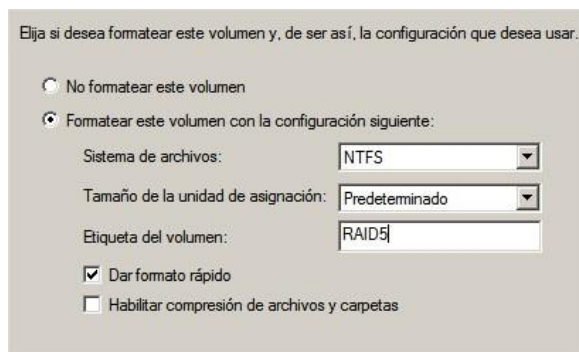 Elija si desea formatear este volumen y, de ser así, la configuración que desea usar.
No formatear este volumen
Formatear este volumen con la configuración siguiente:
Sistema de archivos: NTFS
Tamaño de la unidad de asignación: Predeterminado
Etiqueta del volumen: RAID5
Dar formato rápido
Habilitar compresión de archivos y carpetas